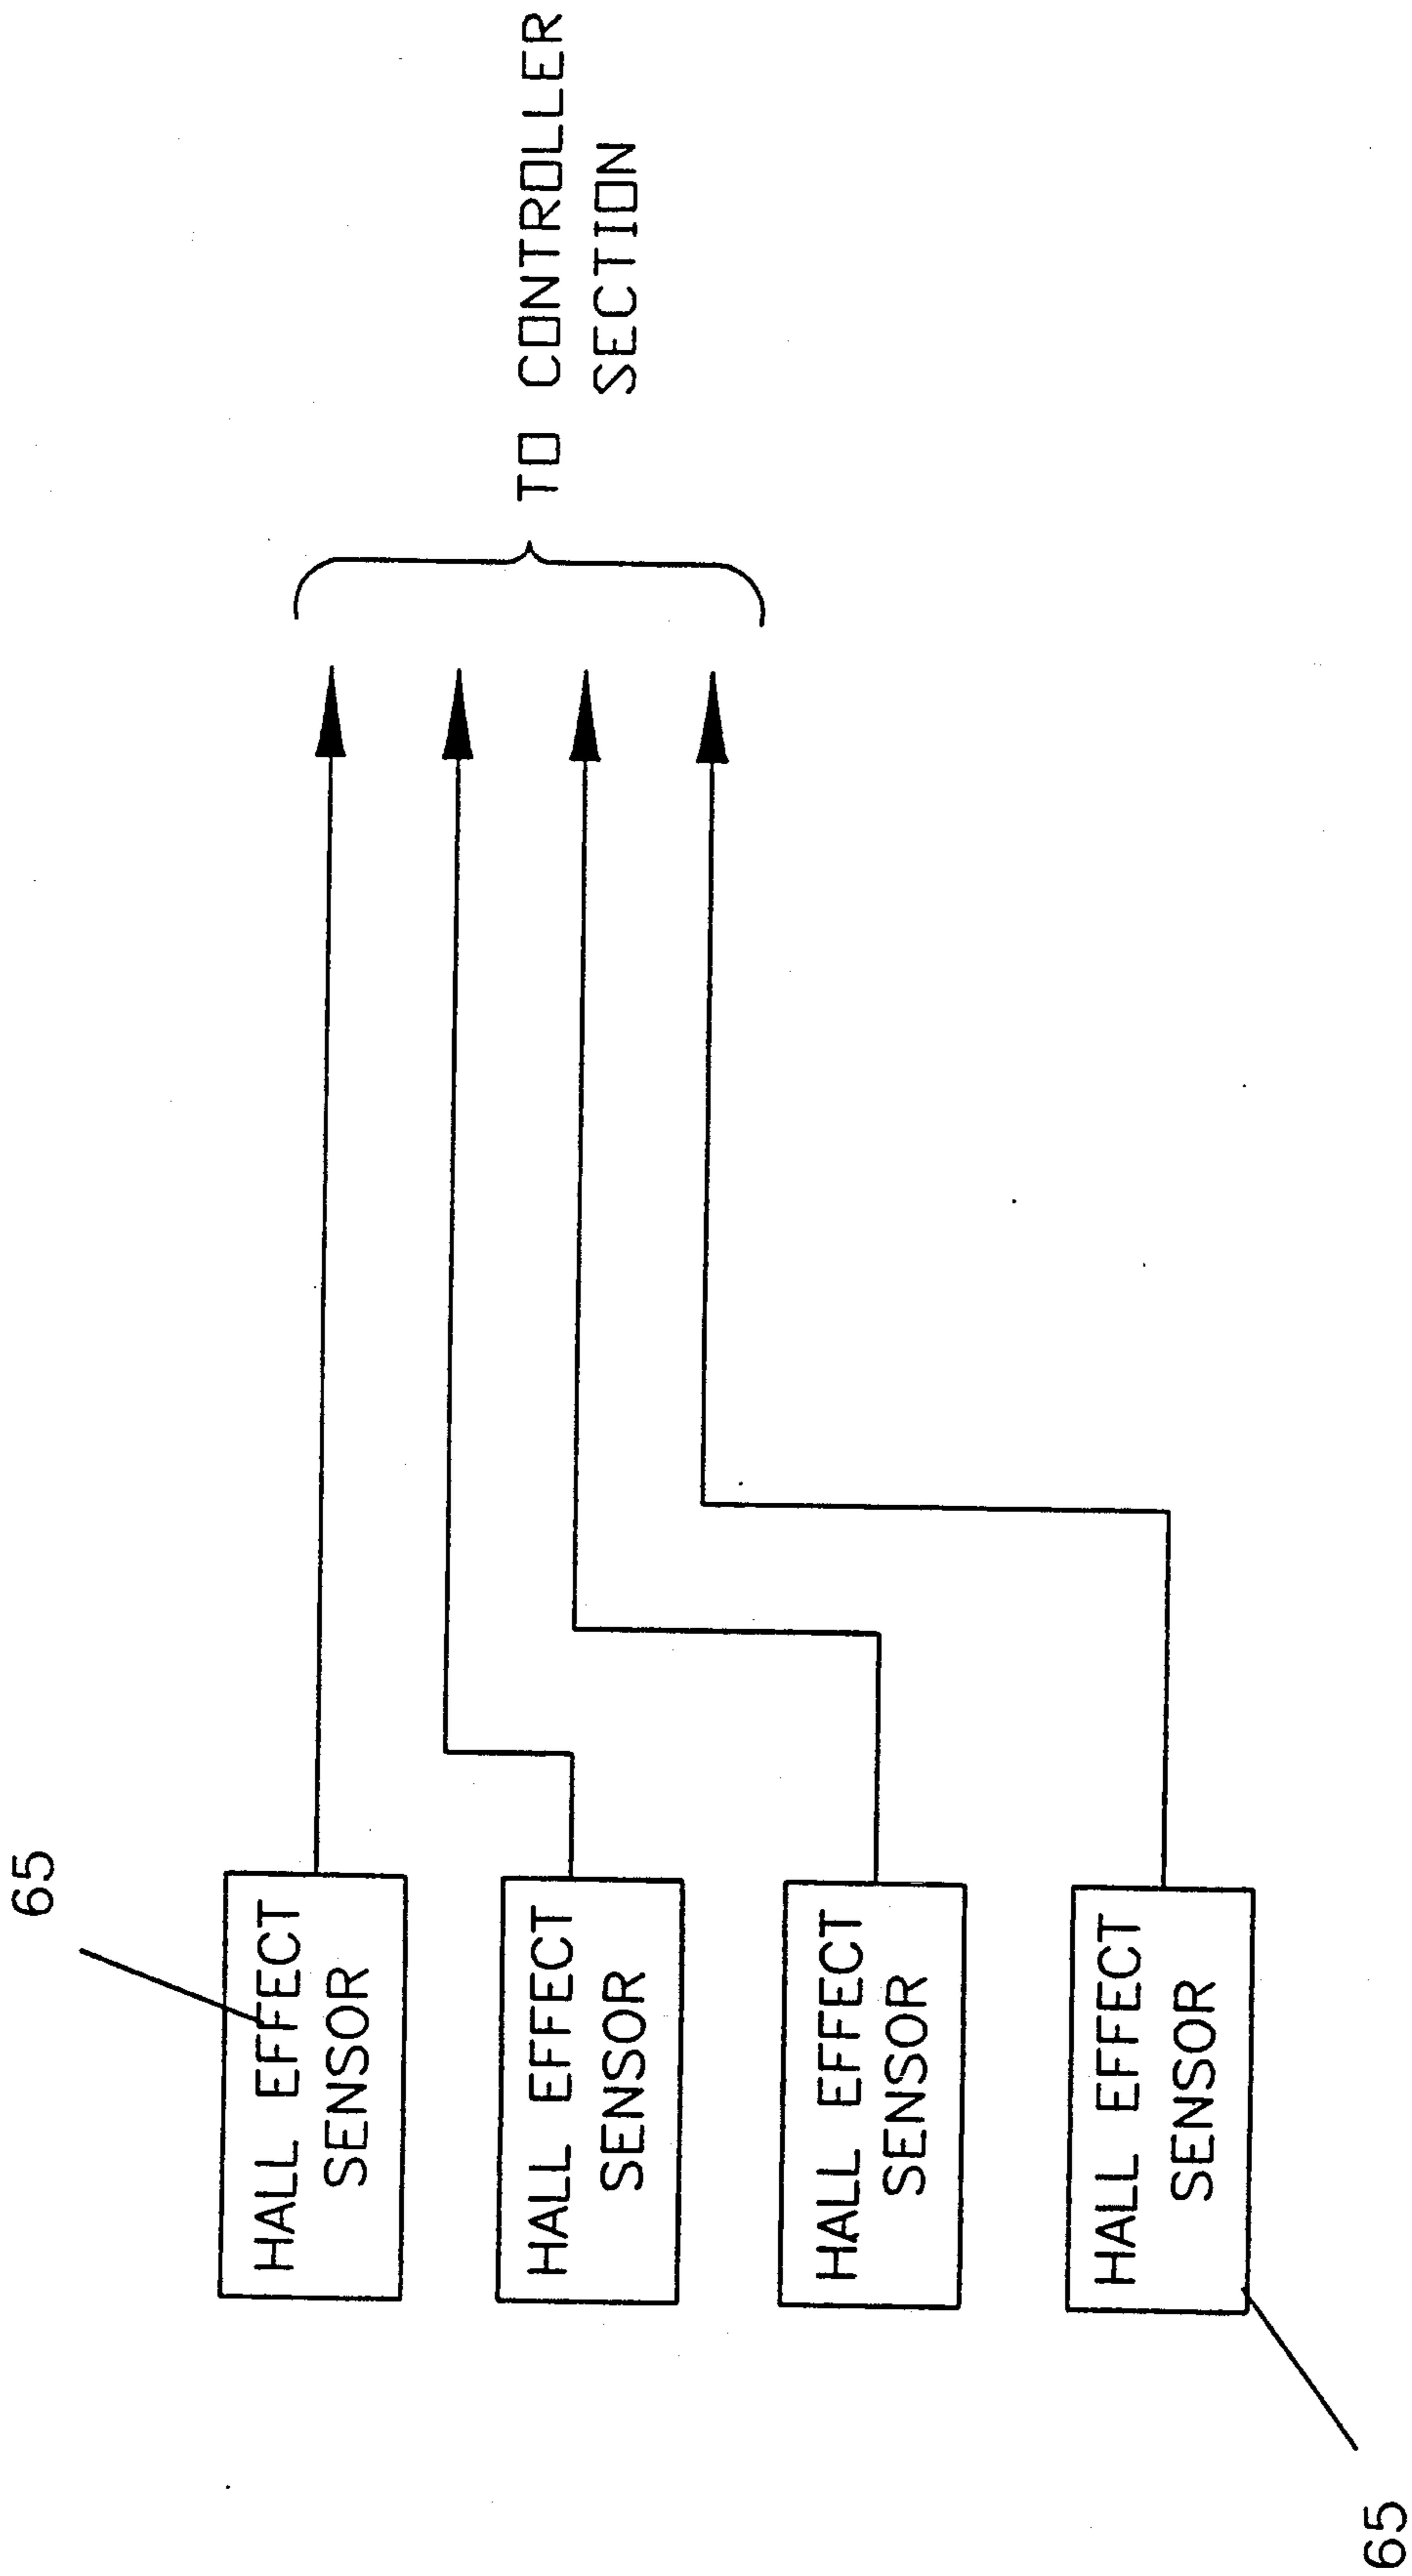 65
HALL EFFECT
SENSOR
HALL EFFECT
SENSOR
HALL EFFECT
SENSOR
HALL EFFECT
SENSOR
65
TO CONTROLLER
SECTION